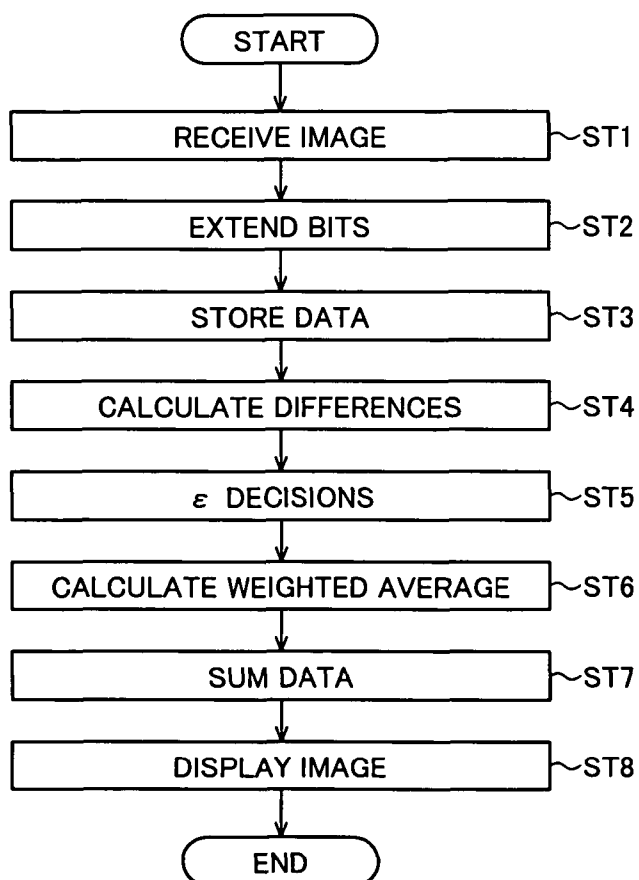 START
RECEIVE IMAGE ST1
EXTEND BITS ST2
STORE DATA ST3
CALCULATE DIFFERENCES ST4
ε DECISIONS ST5
CALCULATE WEIGHTED AVERAGE ST6
SUM DATA ST7
DISPLAY IMAGE ST8
END